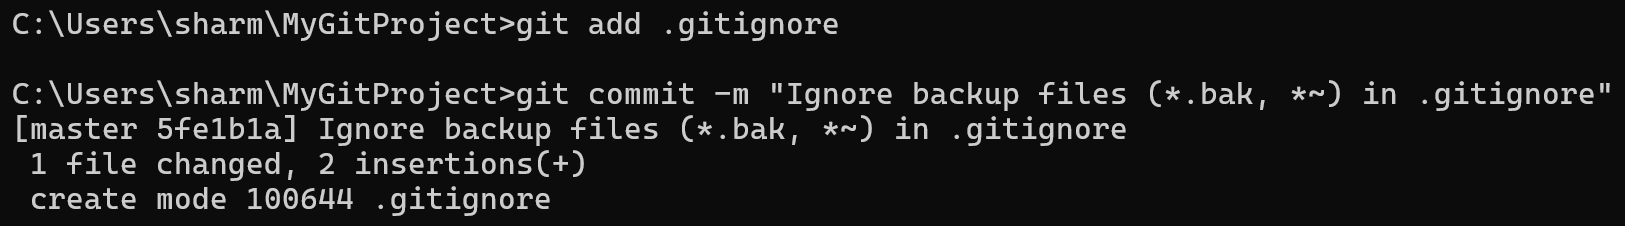 C:\Users\sharm\MyGitProject>git add .gitignore
C:\Users\sharm\MyGitProject>git commit -m "Ignore backup files (*.bak, *~) in .gitignore"
[master 5fe1b1a] Ignore backup files (*.bak, *~) in .gitignore
 1 file changed, 2 insertions(+)
 create mode 100644 .gitignore